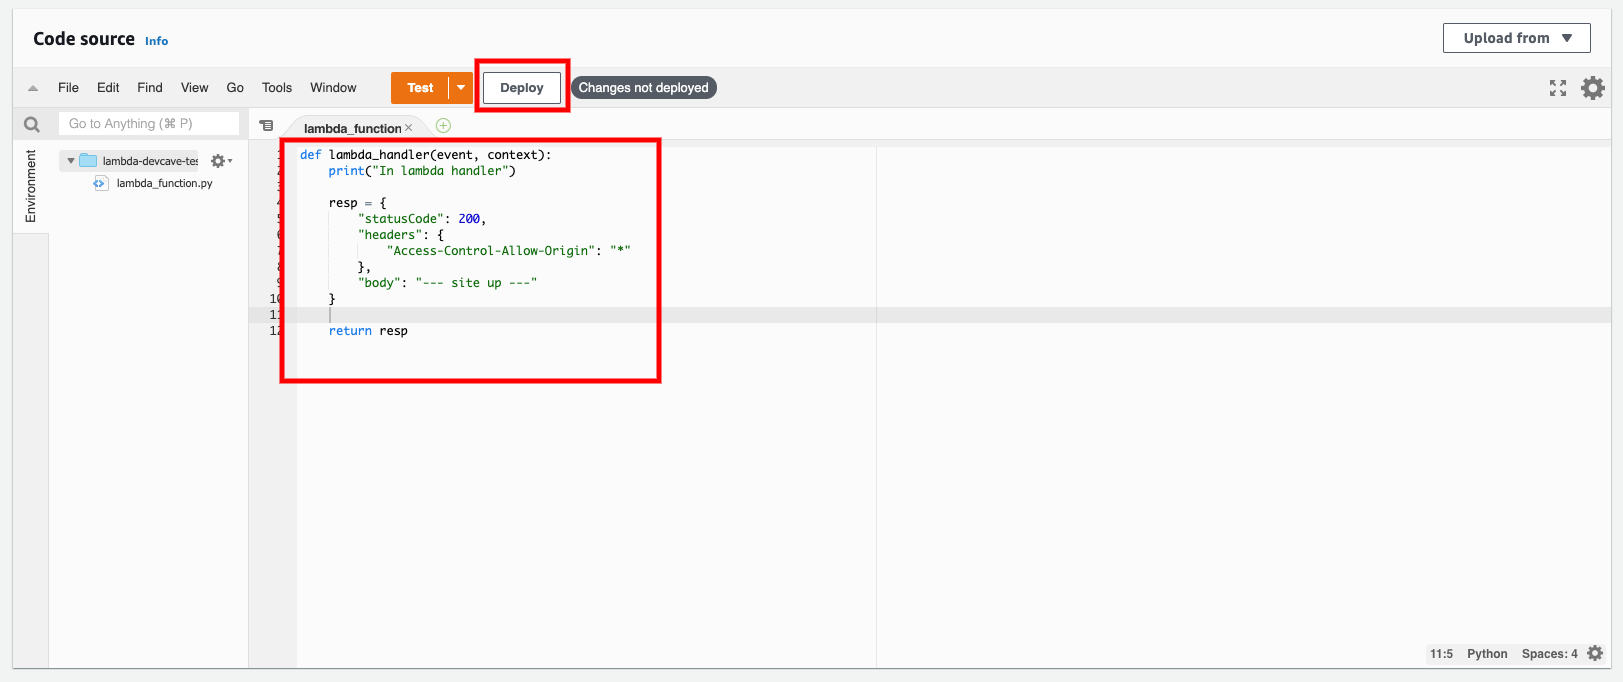 Code source Info
Upload from
File Edit Find View Go Tools Window Test Deploy Changes not deployed
Go to Anything (⌘ P)
lambda_function
Environment
lambda-devcave-tes
lambda_function.py
1 def lambda_handler(event, context):
2 print("In lambda handler")
3
4 resp = {
5 "statusCode": 200,
6 "headers": {
7 "Access-Control-Allow-Origin": "*"
8 },
9 "body": "--- site up ---"
10 }
11
12 return resp
11:5 Python Spaces: 4